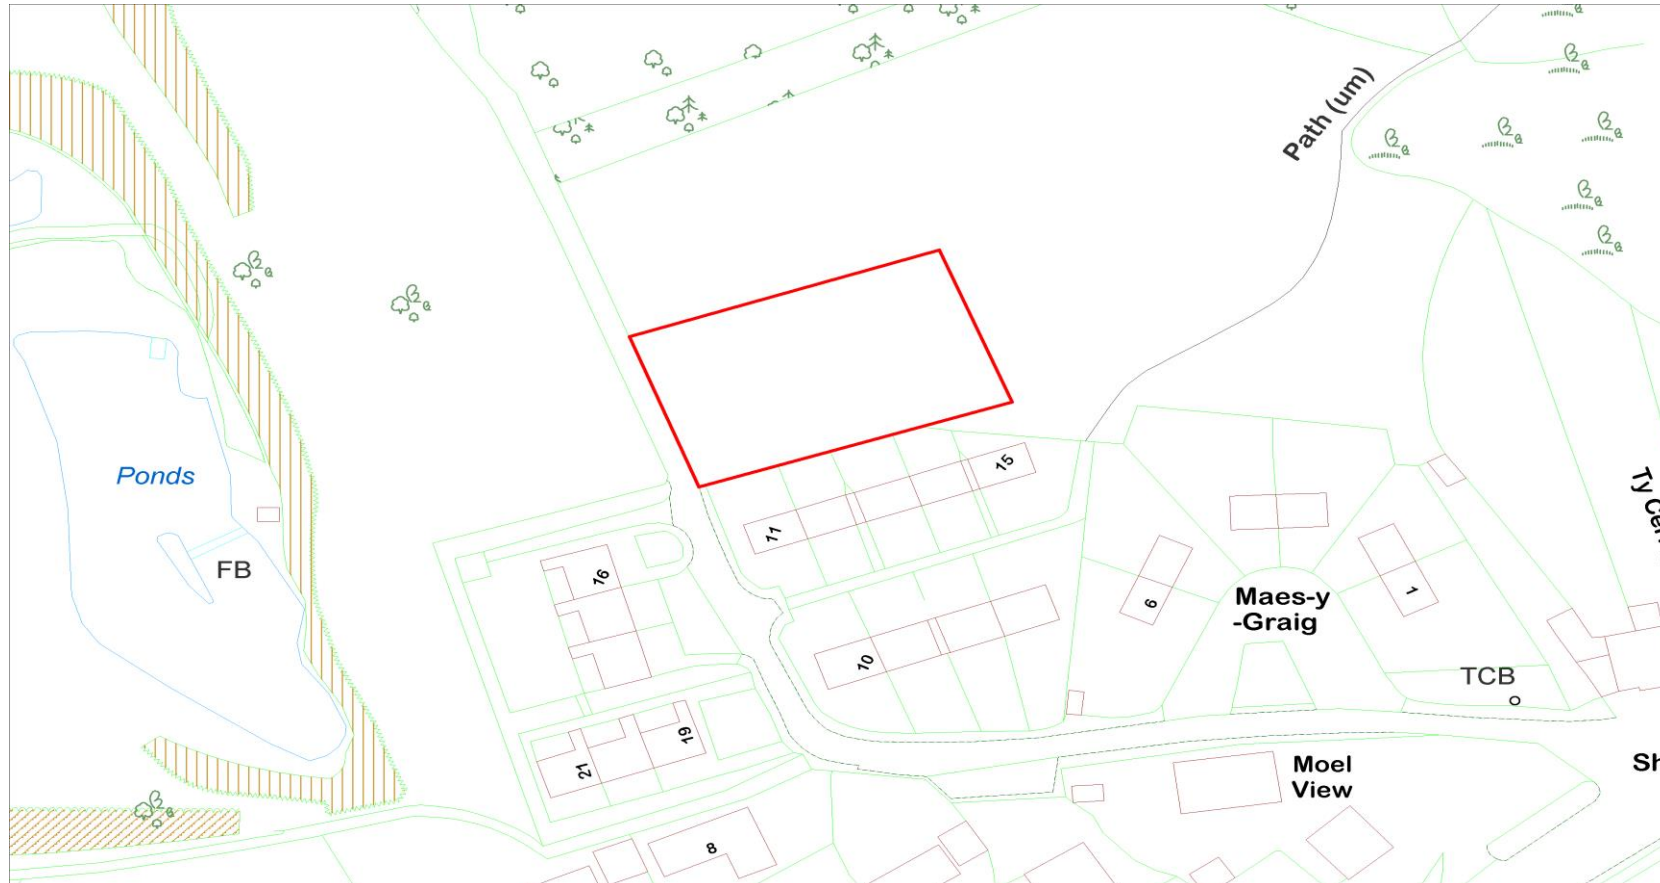 Path (um)
Ponds
FB
15
11
16
6
1
Maes-y
-Graig
10
TCB
19
21
Moel
View
8